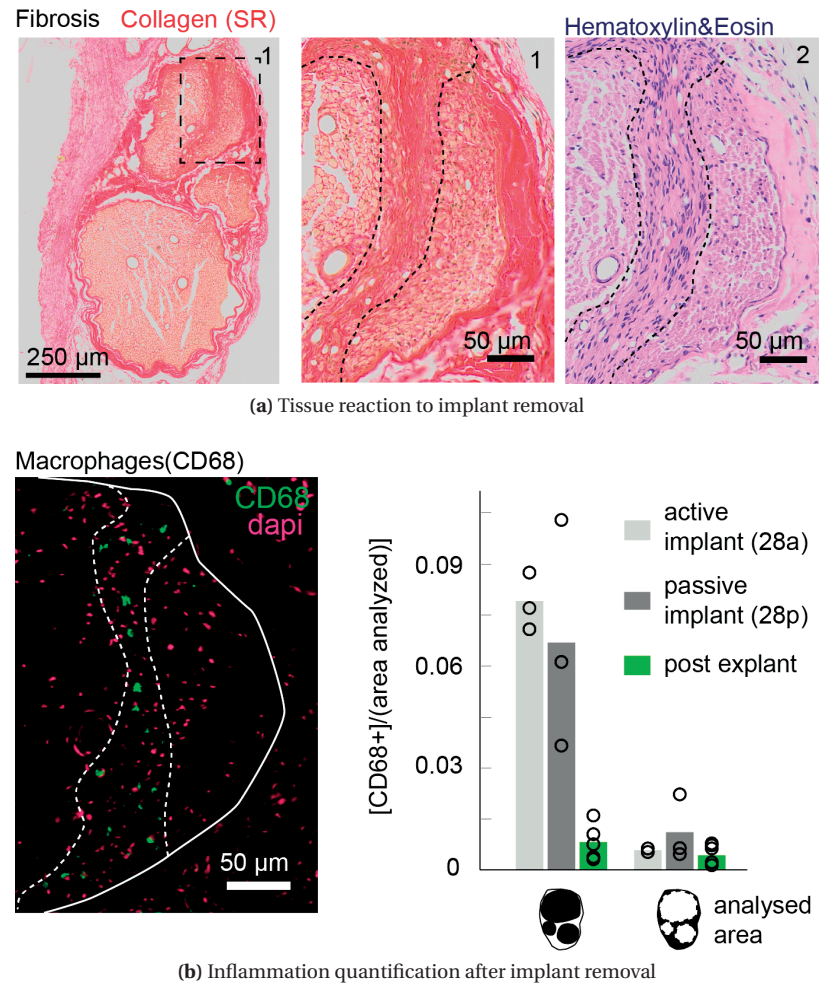 Fibrosis Collagen (SR)
Hematoxylin&Eosin
1
1
2
250 µm
50 µm
50 µm
(a) Tissue reaction to implant removal
Macrophages(CD68)
CD68
dapi
50 µm
[CD68+]/(area analyzed)]
0.09
0.06
0.03
0
active
implant (28a)
passive
implant (28p)
post explant
analysed
area
(b) Inflammation quantification after implant removal